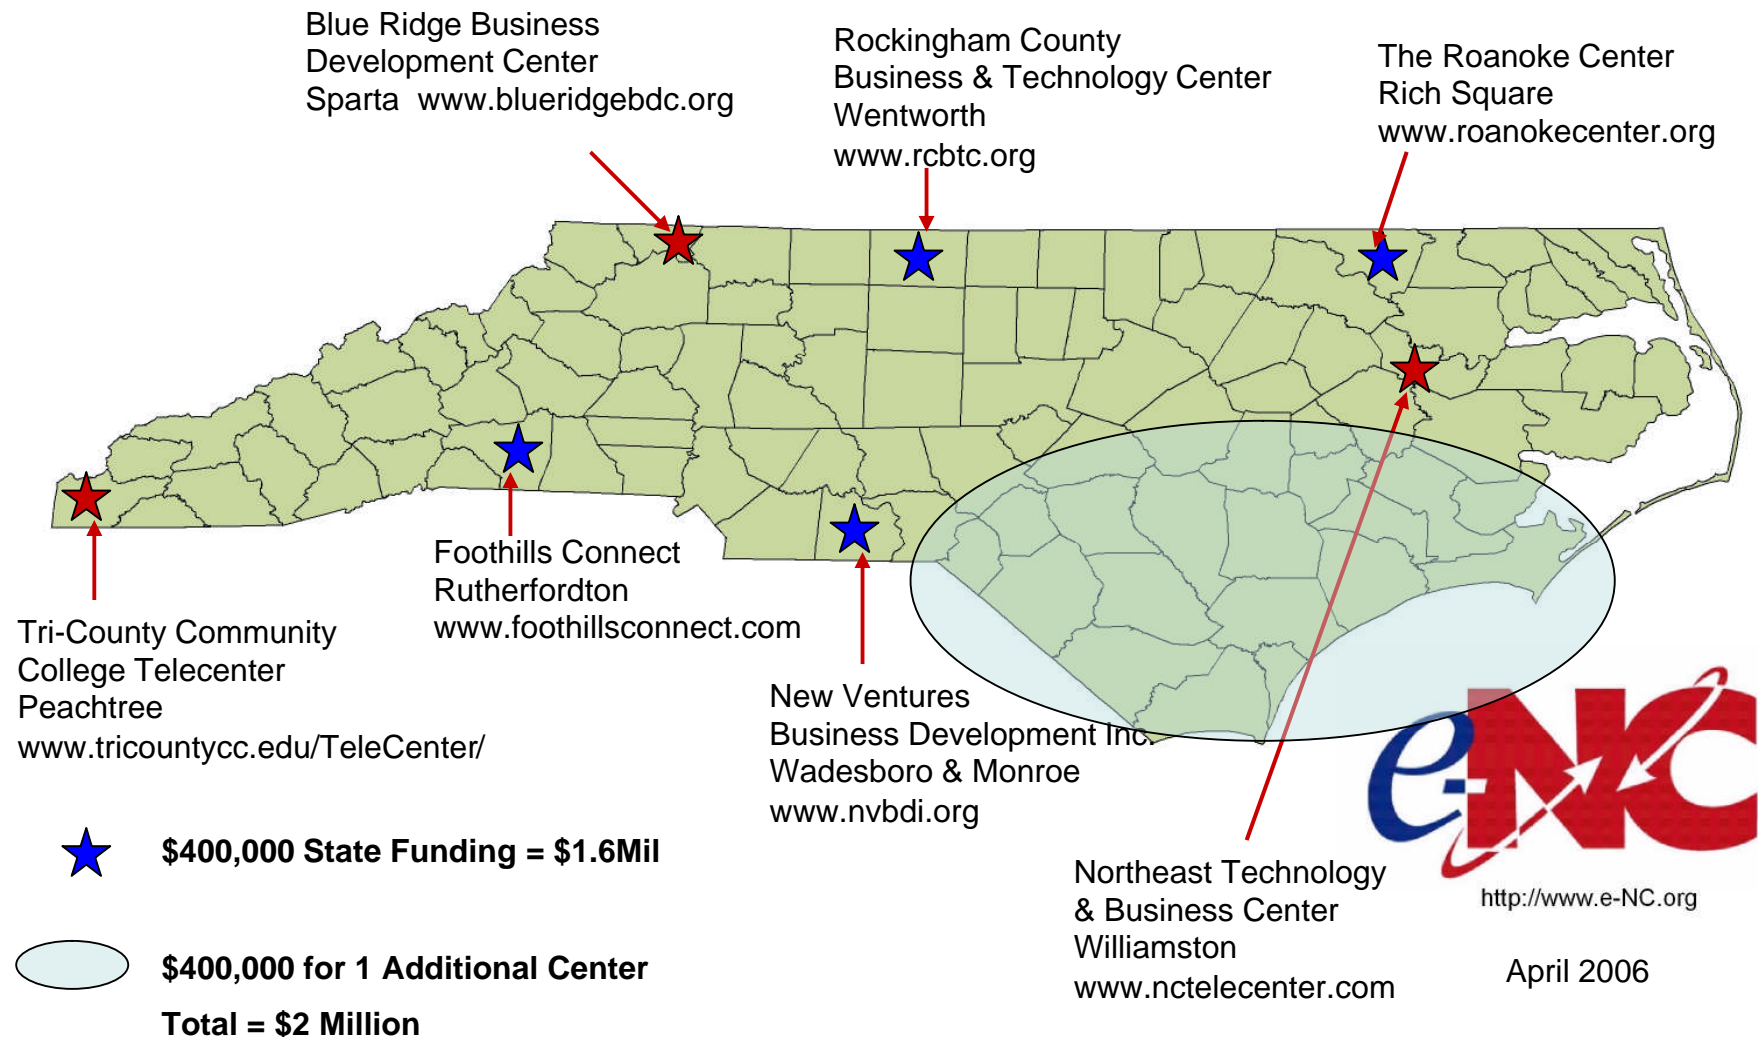 Blue Ridge Business
Development Center
Sparta www.blueridgebdc.org
Rockingham County
Business & Technology Center
Wentworth
www.rcbtc.org
The Roanoke Center
Rich Square
www.roanokecenter.org
Foothills Connect
Rutherfordton
www.foothillsconnect.com
Tri-County Community
College Telecenter
Peachtree
www.tricountycc.edu/TeleCenter/
New Ventures
Business Development Inc.
Wadesboro & Monroe
www.nvbdi.org
Northeast Technology
& Business Center
Williamston
www.nctelecenter.com
e-NC
http://www.e-NC.org
April 2006
$400,000 State Funding = $1.6Mil
$400,000 for 1 Additional Center
Total = $2 Million